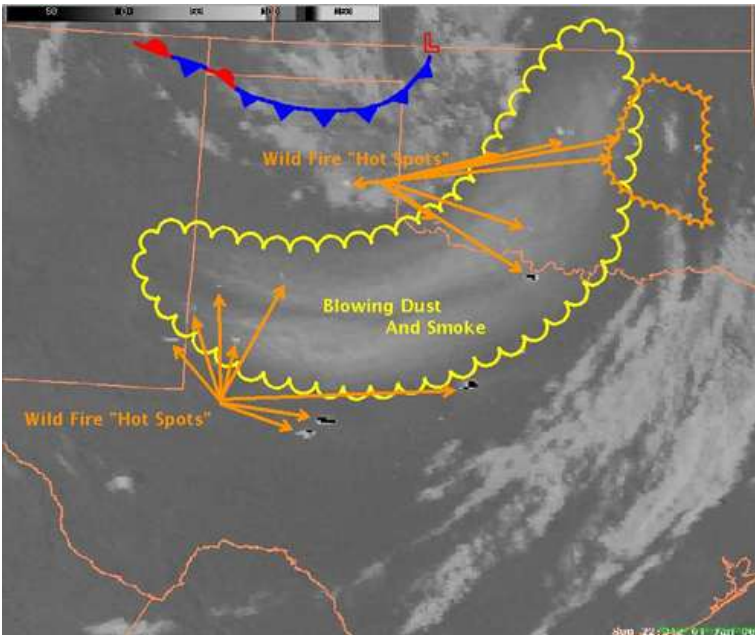 L
Wild Fire "Hot Spots"
Blowing Dust
And Smoke
Wild Fire "Hot Spots"